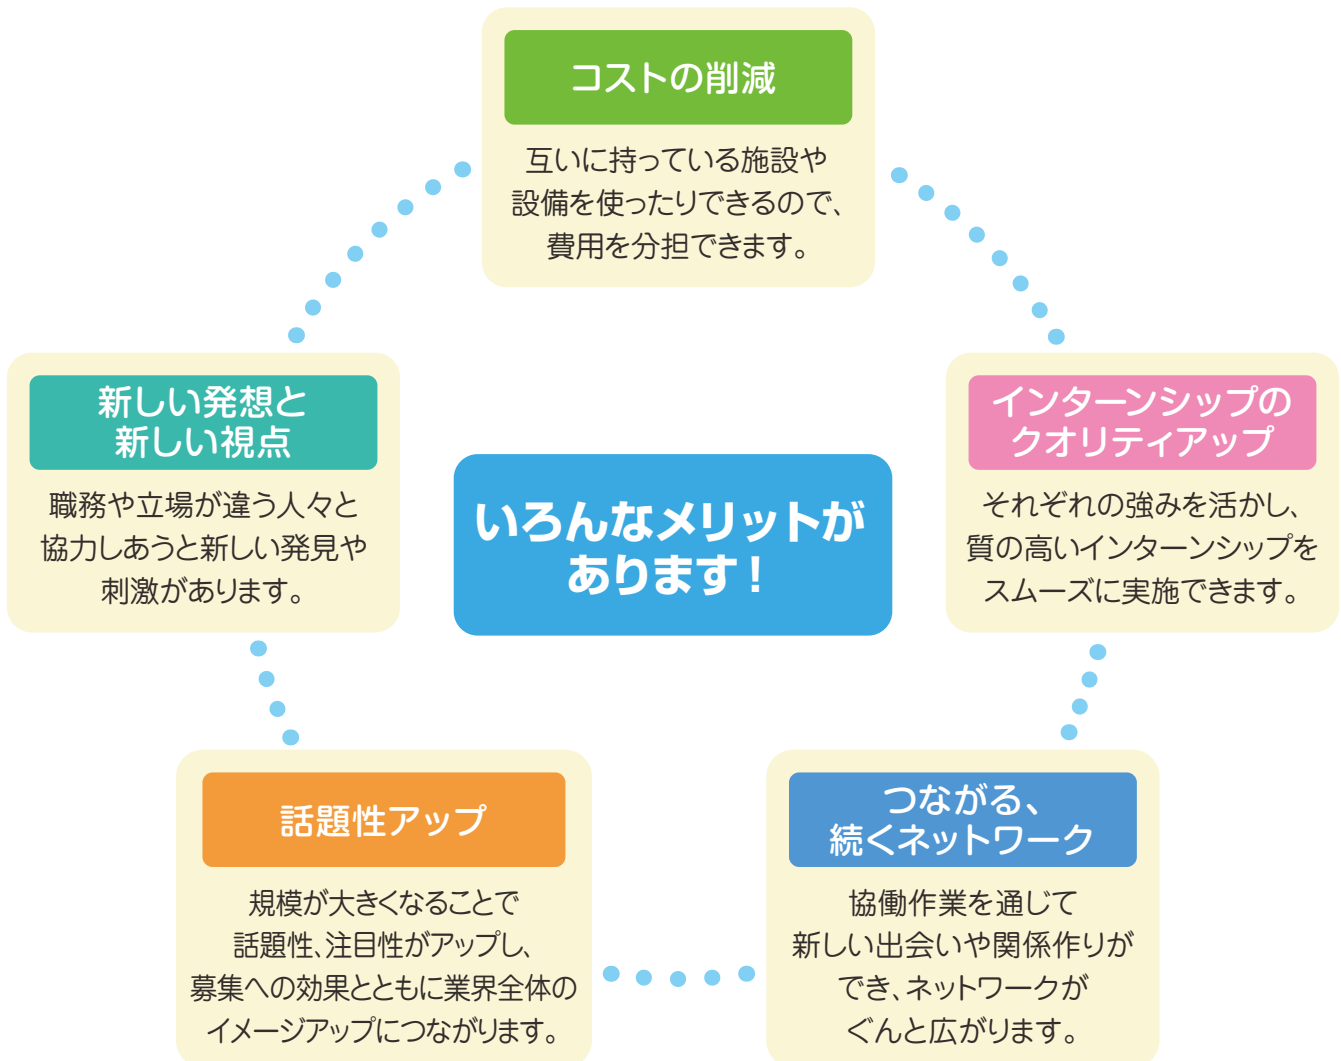 コストの削減
互いに持っている施設や
設備を使ったりできるので、
費用を分担できます。
新しい発想と
新しい視点
職務や立場が違う人々と
協力しあうと新しい発見や
刺激があります。
いろんなメリットが
あります!
インターンシップの
クオリティアップ
それぞれの強みを活かし、
質の高いインターンシップを
スムーズに実施できます。
話題性アップ
規模が大きくなることで
話題性、注目性がアップし、
募集への効果とともに業界全体の
イメージアップにつながります。
つながる、
続くネットワーク
協働作業を通じて
新しい出会いや関係作りが
でき、ネットワークが
ぐんと広がります。